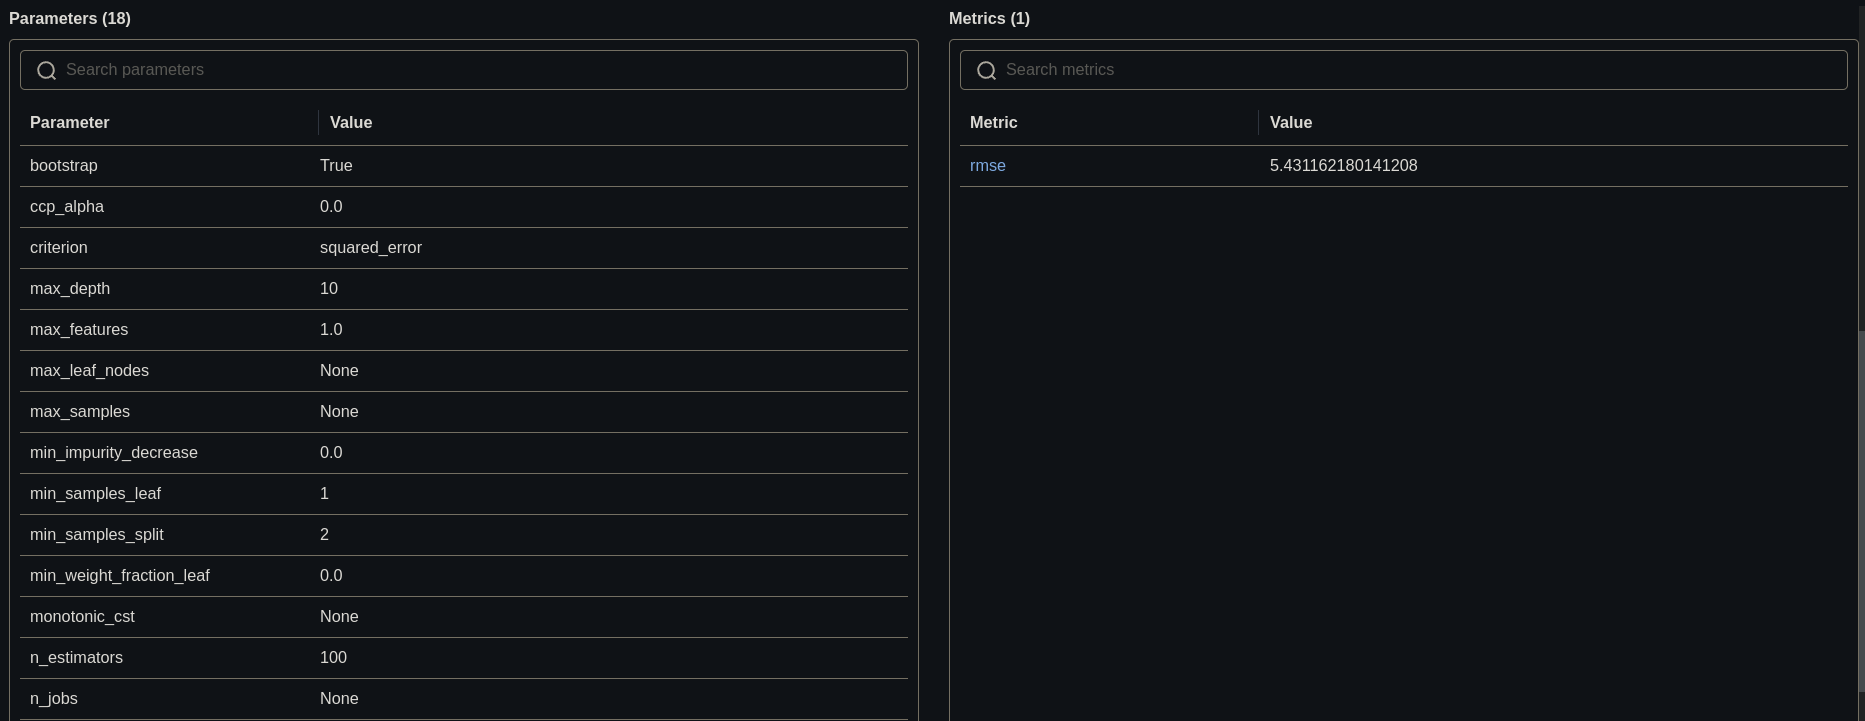 Parameters (18)
Search parameters
Parameter Value
bootstrap True
ccp_alpha 0.0
criterion squared_error
max_depth 10
max_features 1.0
max_leaf_nodes None
max_samples None
min_impurity_decrease 0.0
min_samples_leaf 1
min_samples_split 2
min_weight_fraction_leaf 0.0
monotonic_cst None
n_estimators 100
n_jobs None
Metrics (1)
Search metrics
Metric Value
rmse 5.431162180141208